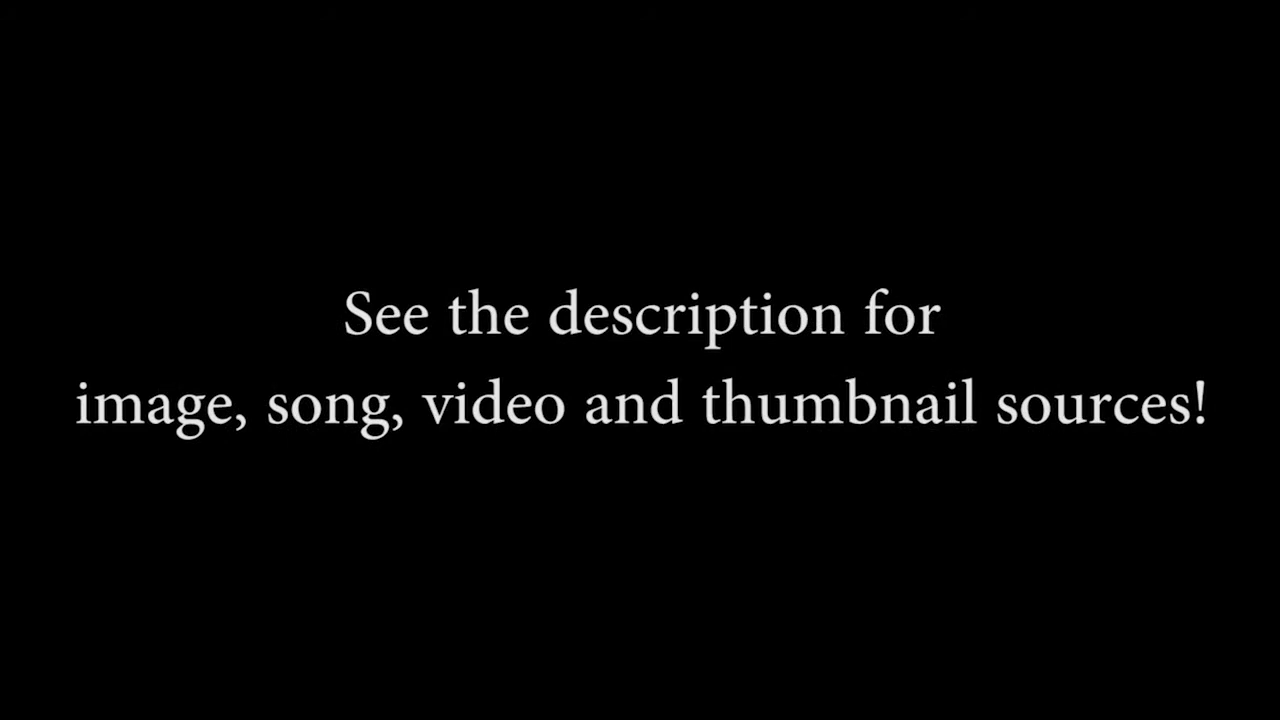 See the description for
image, song, video and thumbnail sources!